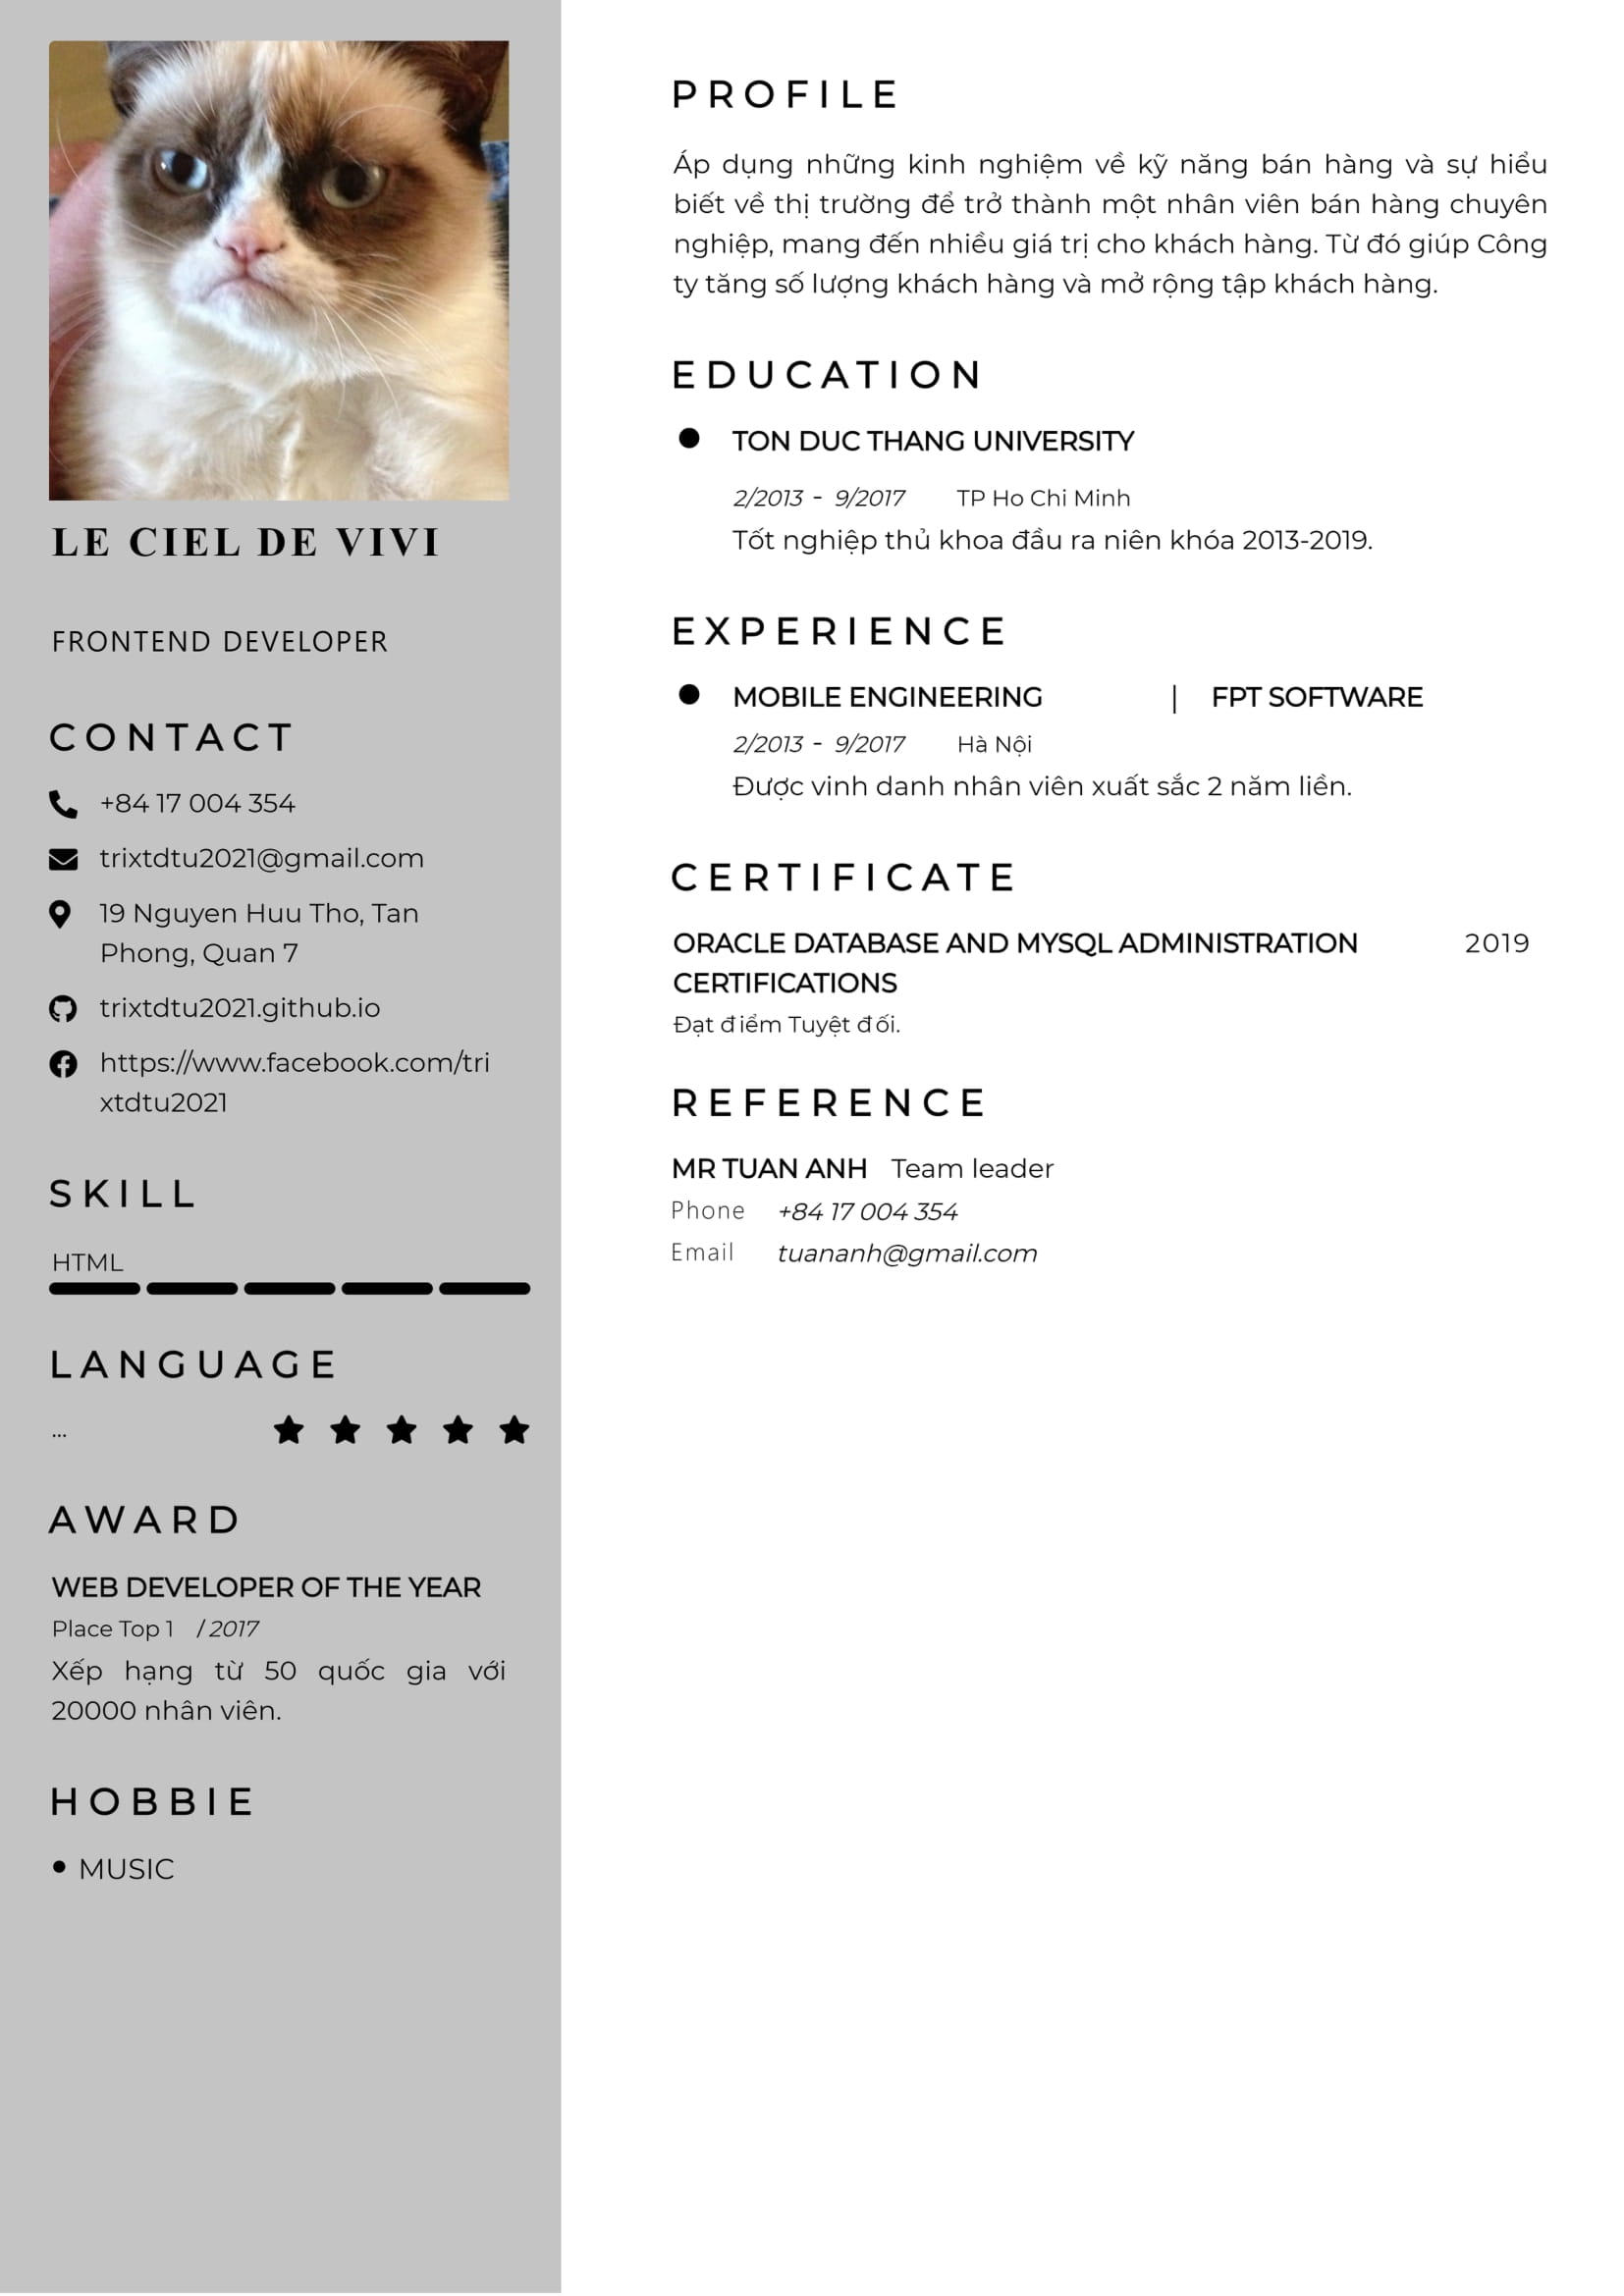 LE CIEL DE VIVI
FRONTEND DEVELOPER
CONTACT
+84 17 004 354
trixtdtu2021@gmail.com
19 Nguyen Huu Tho, Tan
Phong, Quan 7
trixtdtu2021.github.io
https://www.facebook.com/tri
xtdtu2021
SKILL
HTML
LANGUAGE
...
AWARD
WEB DEVELOPER OF THE YEAR
Place Top 1 / 2017
Xếp hạng từ 50 quốc gia với
20000 nhân viên.
HOBBIE
MUSIC
PROFILE
Áp dụng những kinh nghiệm về kỹ năng bán hàng và sự hiểu
biết về thị trường để trở thành một nhân viên bán hàng chuyên
nghiệp, mang đến nhiều giá trị cho khách hàng. Từ đó giúp Công
ty tăng số lượng khách hàng và mở rộng tập khách hàng.
EDUCATION
TON DUC THANG UNIVERSITY
2/2013 - 9/2017 TP Ho Chi Minh
Tốt nghiệp thủ khoa đầu ra niên khóa 2013-2019.
EXPERIENCE
MOBILE ENGINEERING | FPT SOFTWARE
2/2013 - 9/2017 Hà Nội
Được vinh danh nhân viên xuất sắc 2 năm liền.
CERTIFICATE
ORACLE DATABASE AND MYSQL ADMINISTRATION 2019
CERTIFICATIONS
Đạt điểm Tuyệt đối.
REFERENCE
MR TUAN ANH Team leader
Phone +84 17 004 354
Email tuananh@gmail.com